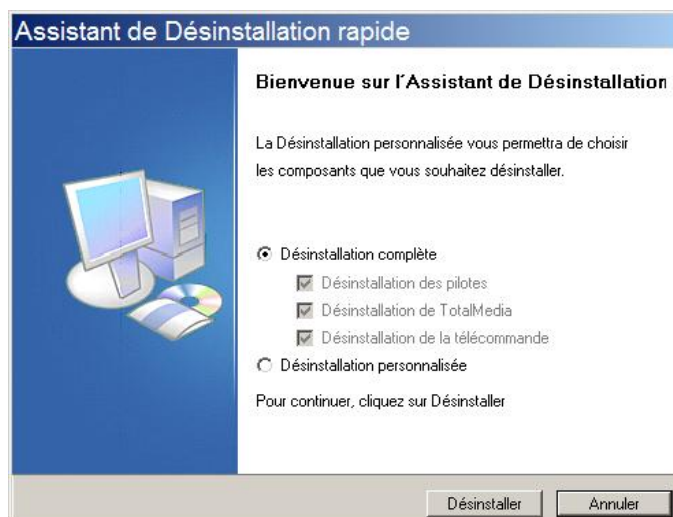 Assistant de Désinstallation rapide
Bienvenue sur l'Assistant de Désinstallation
La Désinstallation personnalisée vous permettra de choisir
les composants que vous souhaitez désinstaller.
Désinstallation complète
Désinstallation des pilotes
Désinstallation de TotalMedia
Désinstallation de la télécommande
Désinstallation personnalisée
Pour continuer, cliquez sur Désinstaller
Désinstaller
Annuler